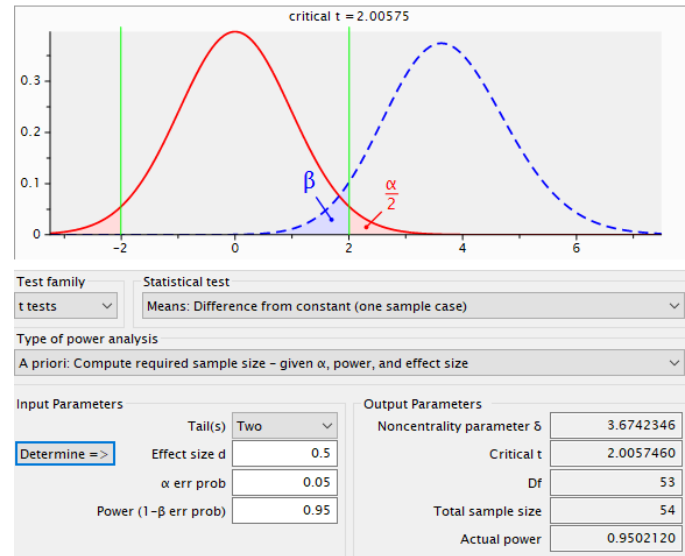 critical t = 2.00575
0.3
0.2
0.1
0
β
α
2
-2 0 2 4 6
Test family Statistical test
t tests Means: Difference from constant (one sample case)
Type of power analysis
A priori: Compute required sample size – given α, power, and effect size
Input Parameters Output Parameters
Tail(s) Two Noncentrality parameter δ 3.6742346
Determine => Effect size d 0.5 Critical t 2.0057460
α err prob 0.05 Df 53
Power (1-β err prob) 0.95 Total sample size 54
Actual power 0.9502120